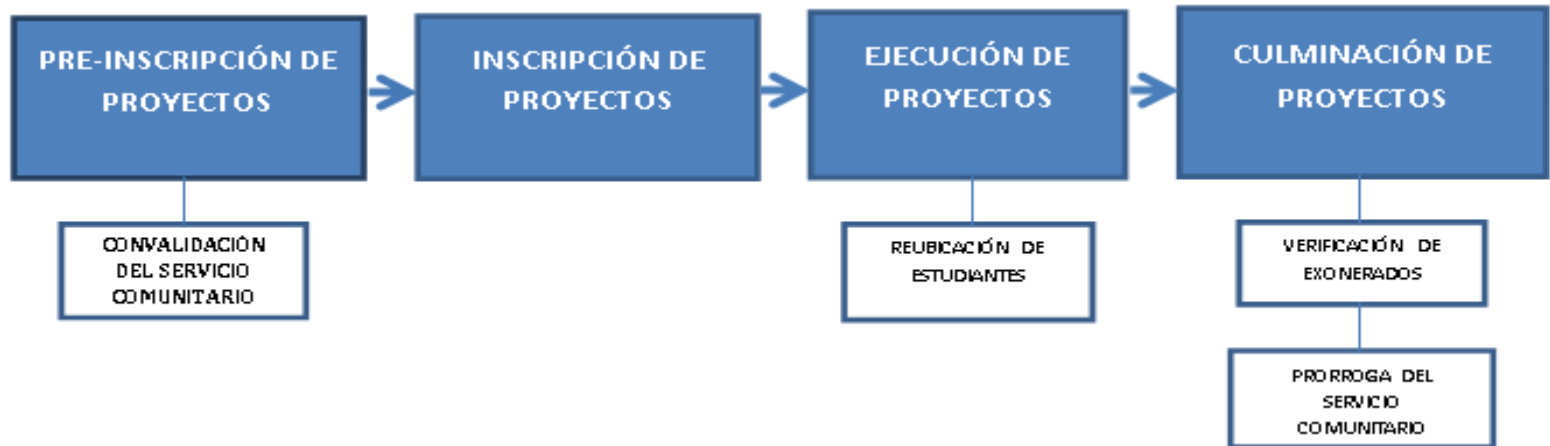 PRE-INSCRIPCIÓN DE
PROYECTOS
INSCRIPCIÓN DE
PROYECTOS
EJECUCIÓN DE
PROYECTOS
CULMINACIÓN DE
PROYECTOS
CONVALIDACIÓN
DEL SERVICIO
COMUNITARIO
REUBICACIÓN DE
ESTUDIANTES
VERIFICACIÓN DE
EXONERADOS
PRORROGA DEL
SERVICIO
COMUNITARIO